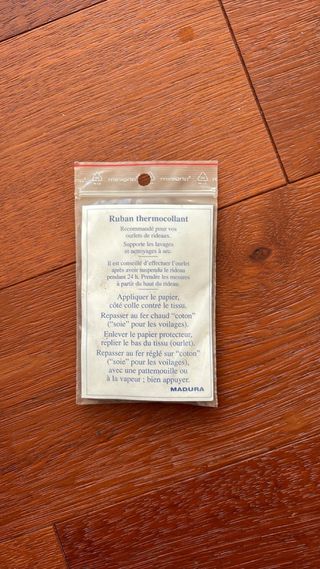 minigrip®
minigrip®
Ruban thermocollant
Recommandé pour vos
ourlets de rideaux.
Supporte les lavages
et nettoyages à sec.
Il est conseillé d'effectuer l'ourlet
après avoir suspendu le rideau
pendant 24 h. Prendre les mesures
à partir du haut du rideau.
Appliquer le papier,
côté colle contre le tissu.
Repasser au fer chaud "coton"
("soie" pour les voilages).
Enlever le papier protecteur,
replier le bas du tissu (ourlet).
Repasser au fer réglé sur "coton"
("soie" pour les voilages),
avec une pattemouille ou
à la vapeur ; bien appuyer.
MADURA